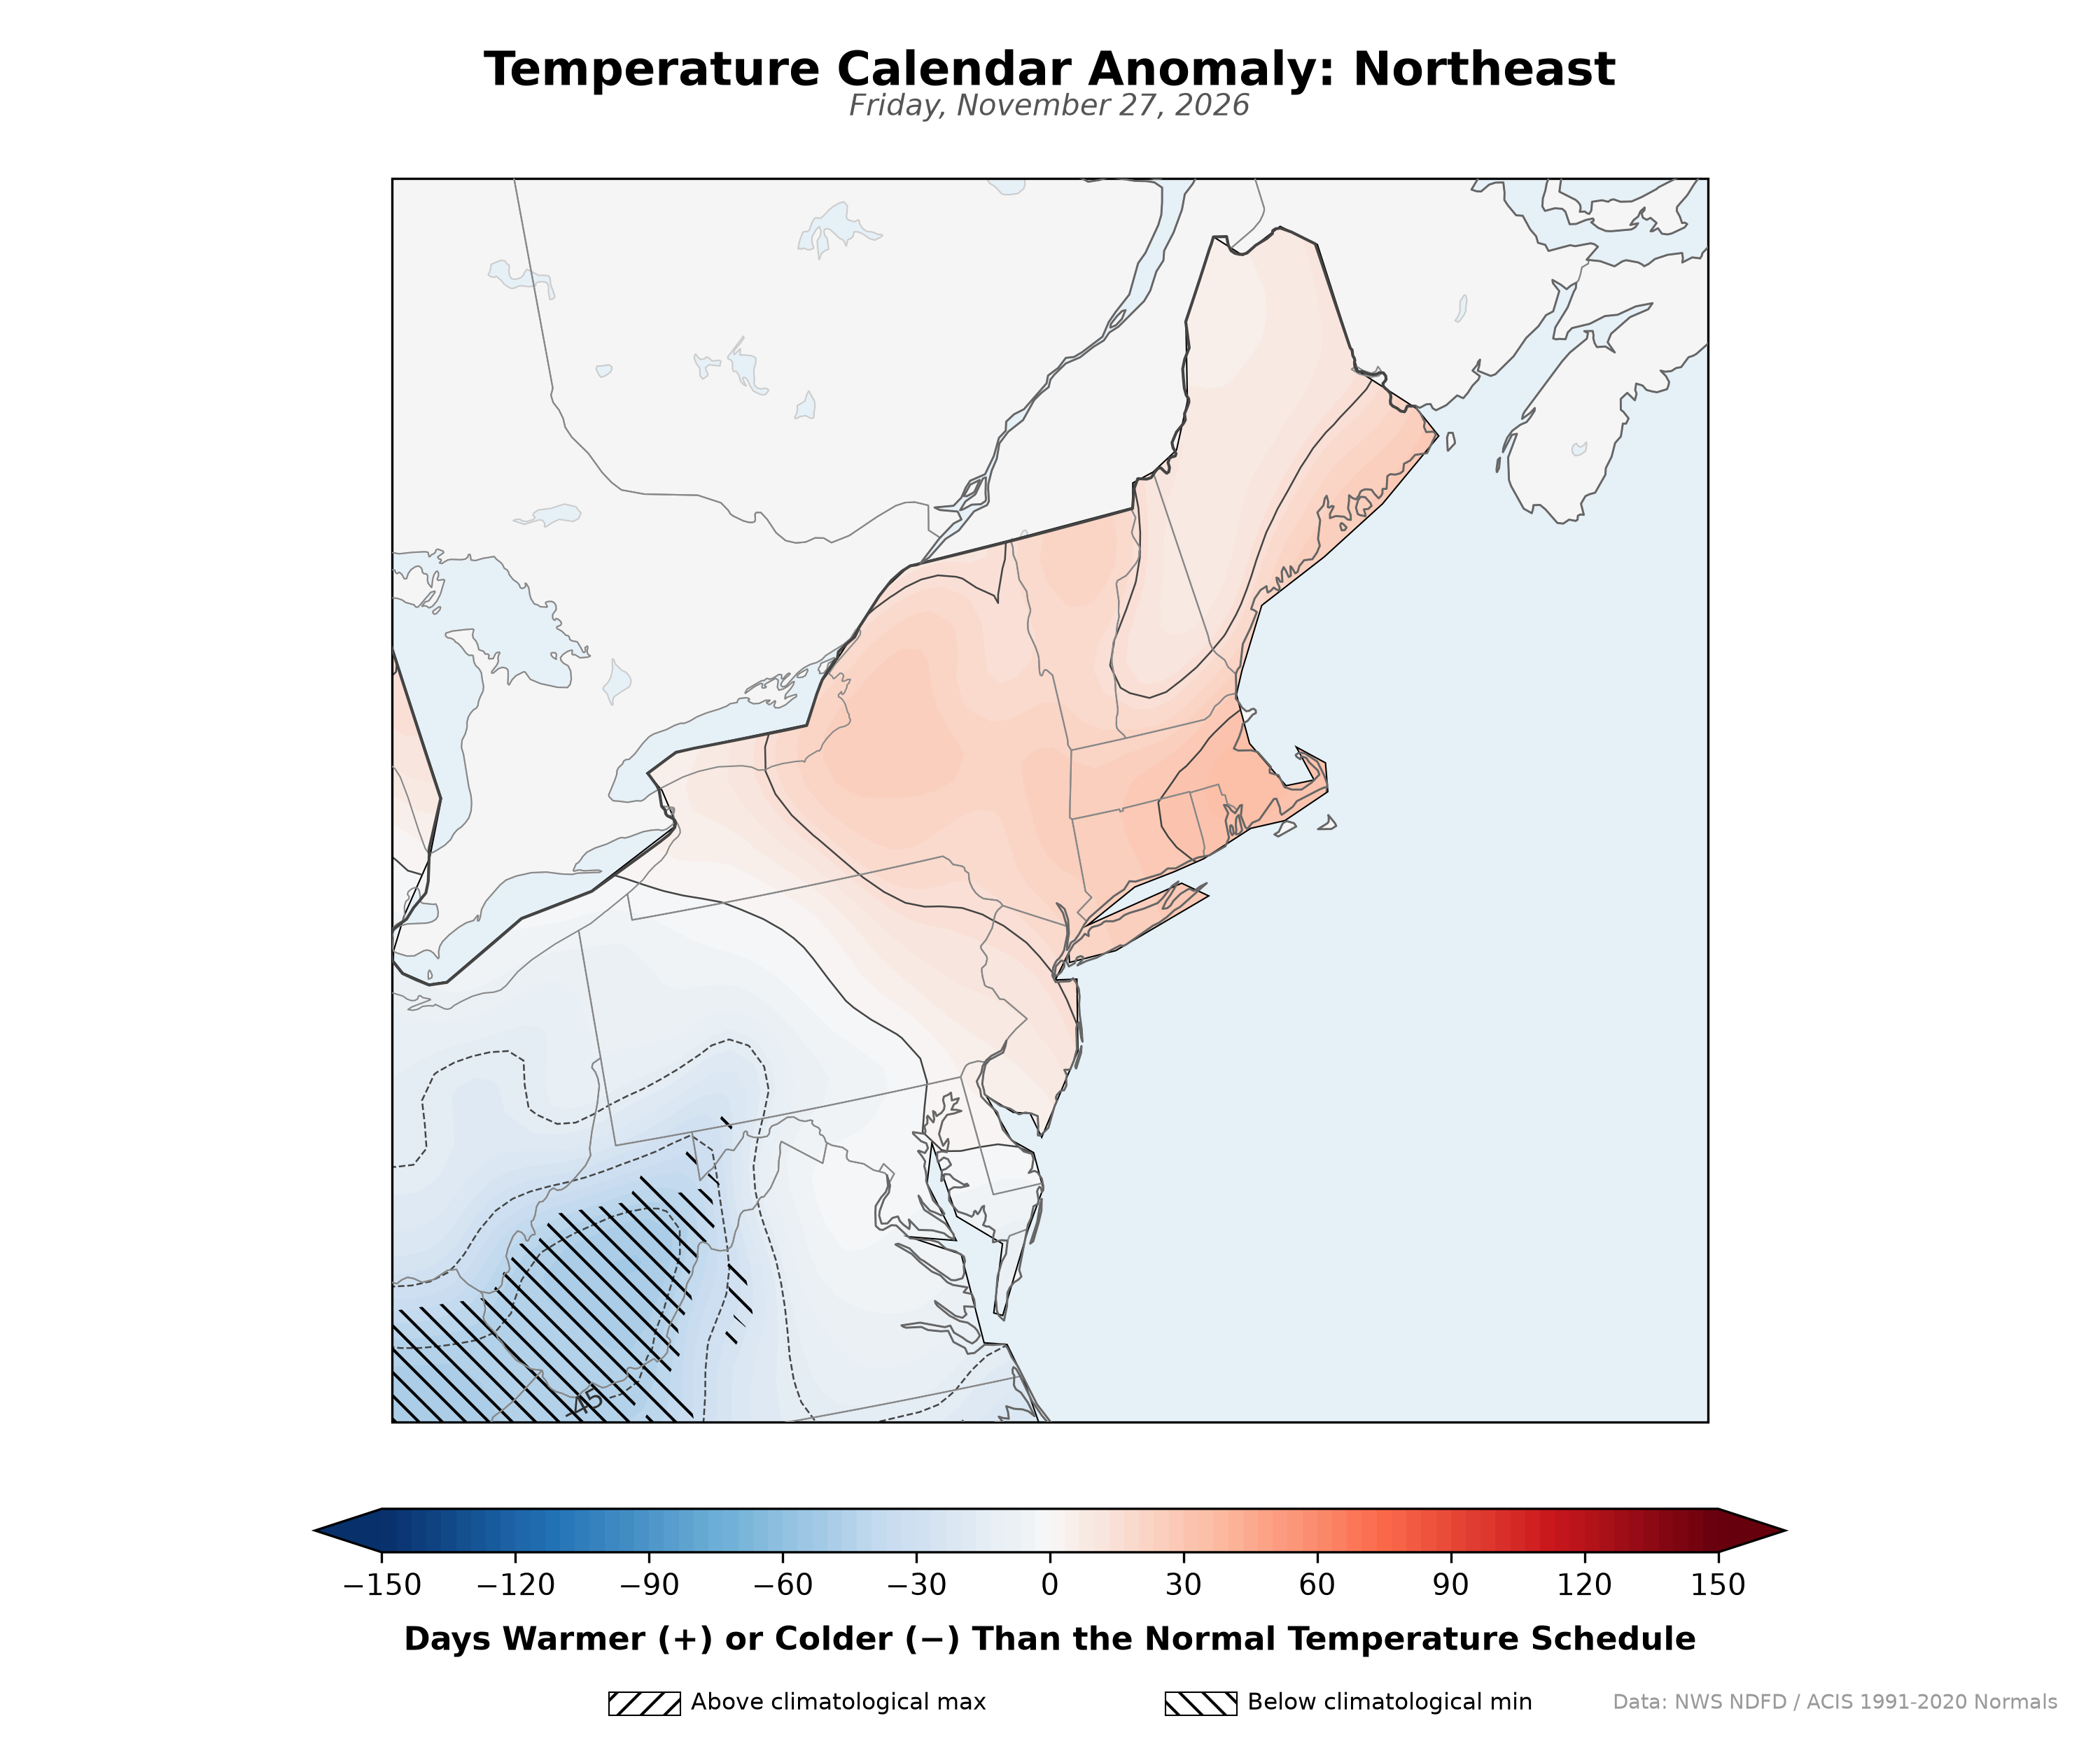 Temperature Calendar Anomaly: Northeast
Friday, November 27, 2026
−45
−150 −120 −90 −60 −30 0 30 60 90 120 150
Days Warmer (+) or Colder (−) Than the Normal Temperature Schedule
Above climatological max
Below climatological min
Data: NWS NDFD / ACIS 1991-2020 Normals